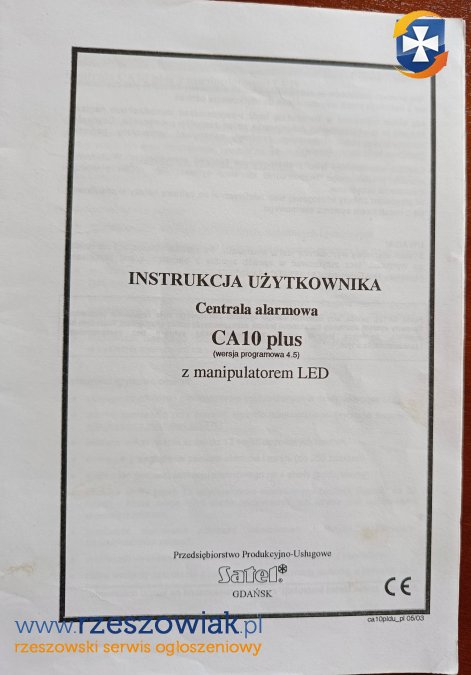 INSTRUKCJA UŻYTKOWNIKA
Centrala alarmowa
CA10 plus
(wersja programowa 4.5)
z manipulatorem LED
Przedsiębiorstwo Produkcyjno-Usługowe
Satel®
GDAŃSK
CE
ca10pldu_pl 05/03
www.rzeszowiak.pl
rzeszowski serwis ogłoszeniowy